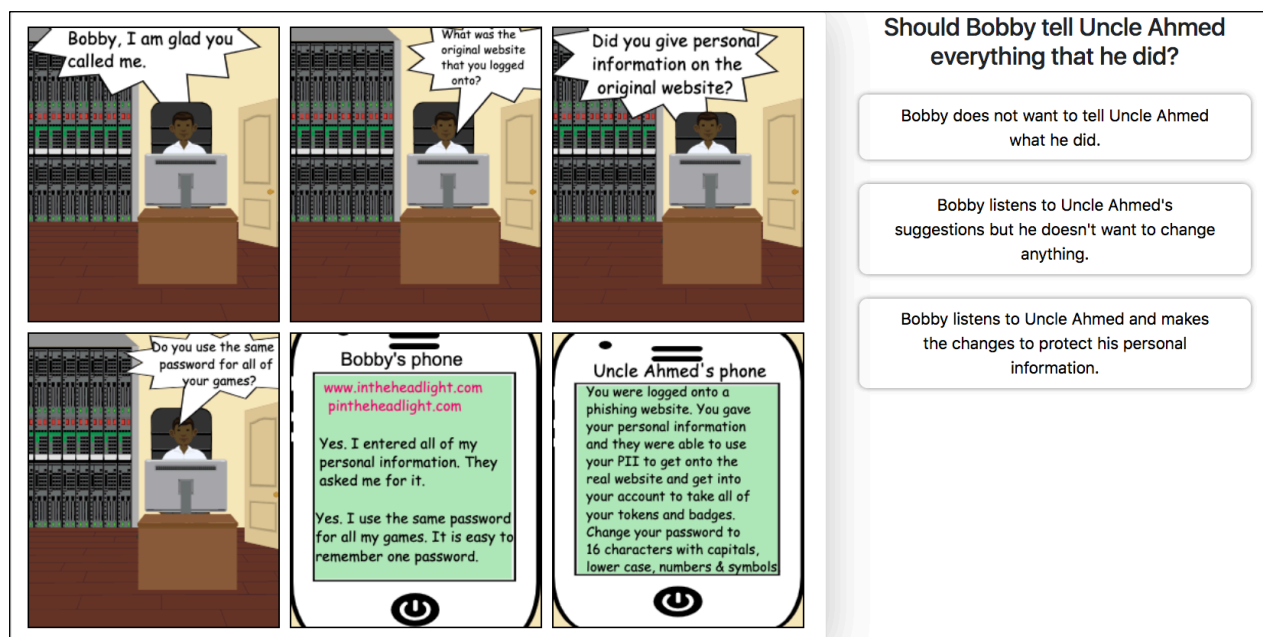 Bobby, I am glad you
called me.
What was the
original website
that you logged
onto?
Did you give personal
information on the
original website?
Do you use the same
password for all of
your games?
Bobby's phone
www.intheheadlight.com
pintheheadlight.com
Yes. I entered all of my
personal information. They
asked me for it.
Yes. I use the same password
for all my games. It is easy to
remember one password.
Uncle Ahmed's phone
You were logged onto a
phishing website. You gave
your personal information
and they were able to use
your PII to get onto the
real website and get into
your account to take all of
your tokens and badges.
Change your password to
16 characters with capitals,
lower case, numbers & symbols
Should Bobby tell Uncle Ahmed
everything that he did?
Bobby does not want to tell Uncle Ahmed
what he did.
Bobby listens to Uncle Ahmed's
suggestions but he doesn't want to change
anything.
Bobby listens to Uncle Ahmed and makes
the changes to protect his personal
information.